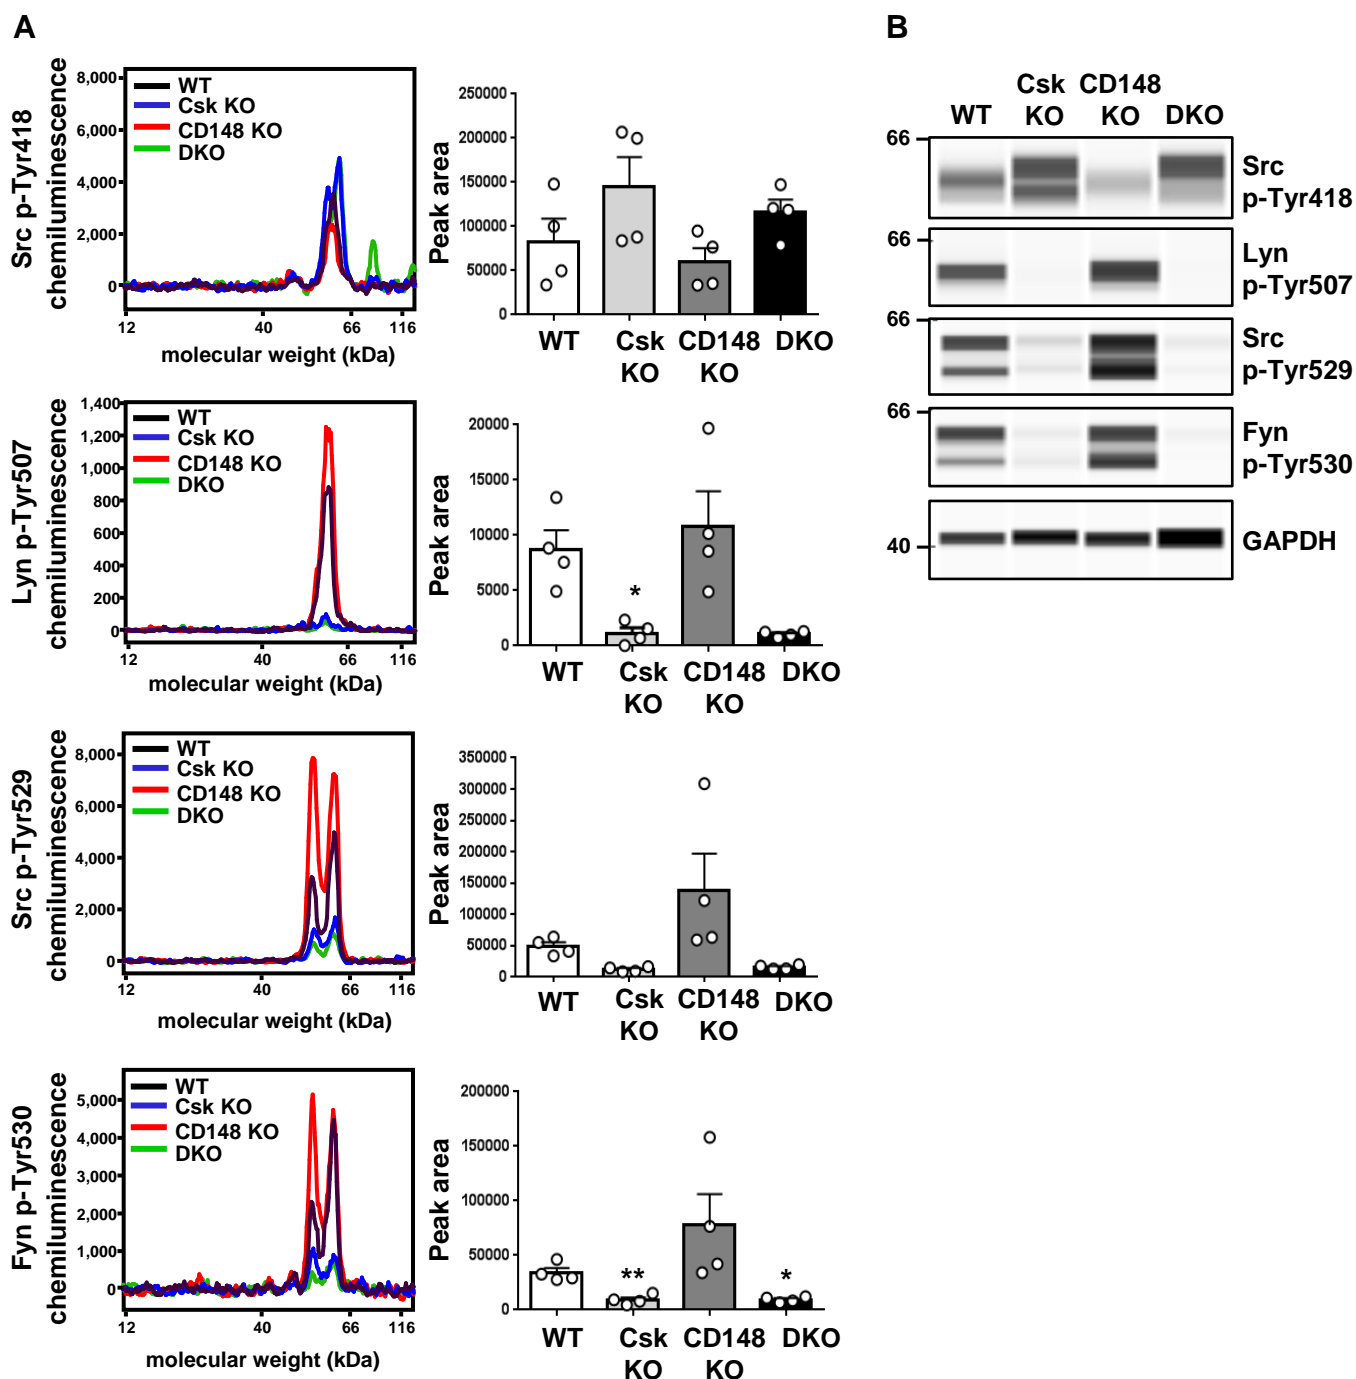 A
Src p-Tyr418
chemiluminescence
8,000
6,000
4,000
2,000
0
WT
Csk KO
CD148 KO
DKO
12
40
66
116
molecular weight (kDa)
Peak area
250000
200000
150000
100000
50000
0
WT
Csk
KO
CD148
KO
DKO
Lyn p-Tyr507
chemiluminescence
1,400
1,200
1,000
800
600
400
200
0
WT
Csk KO
CD148 KO
DKO
12
40
66
116
molecular weight (kDa)
Peak area
20000
15000
10000
5000
0
*
WT
Csk
KO
CD148
KO
DKO
Src p-Tyr529
chemiluminescence
8,000
6,000
4,000
2,000
0
WT
Csk KO
CD148 KO
DKO
12
40
66
116
molecular weight (kDa)
Peak area
350000
300000
250000
200000
150000
100000
50000
0
WT
Csk
KO
CD148
KO
DKO
Fyn p-Tyr530
chemiluminescence
5,000
4,000
3,000
2,000
1,000
0
WT
Csk KO
CD148 KO
DKO
12
40
66
116
molecular weight (kDa)
Peak area
200000
150000
100000
50000
0
**
*
WT
Csk
KO
CD148
KO
DKO
B
WT
Csk
KO
CD148
KO
DKO
66
Src
p-Tyr418
66
Lyn
p-Tyr507
66
Src
p-Tyr529
66
Fyn
p-Tyr530
40
GAPDH